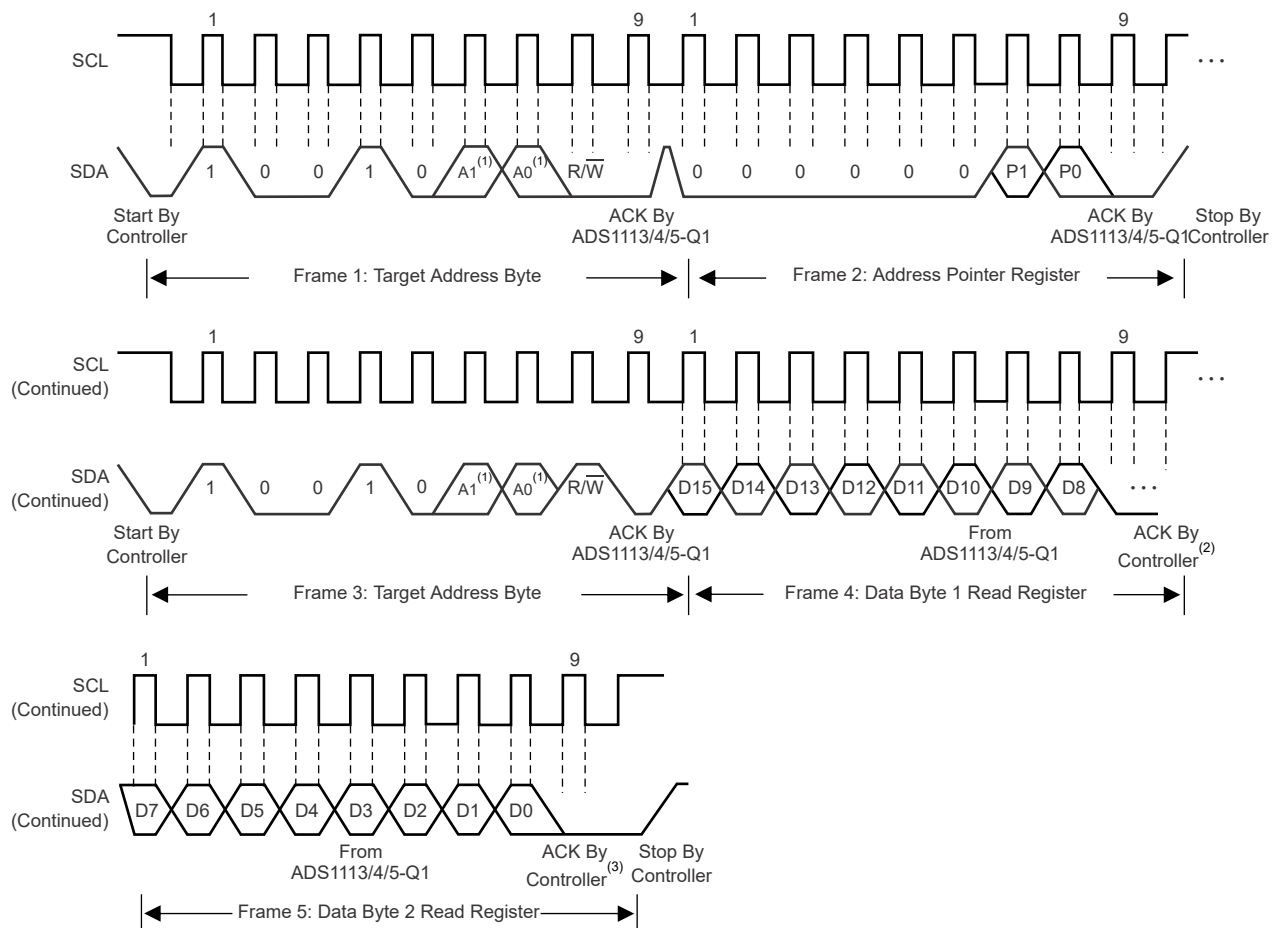 1 9 1 9
SCL ...
SDA 1 0 0 1 0 A1(1) A0(1) R/W̅ 0 0 0 0 0 0 P1 P0
Start By Controller
ACK By ADS1113/4/5-Q1
ACK By ADS1113/4/5-Q1
Stop By Controller
Frame 1: Target Address Byte
Frame 2: Address Pointer Register
1 9 1 9
SCL (Continued) ...
SDA (Continued) 1 0 0 1 0 A1(1) A0(1) R/W̅ D15 D14 D13 D12 D11 D10 D9 D8 ...
Start By Controller
ACK By ADS1113/4/5-Q1
From ADS1113/4/5-Q1
ACK By Controller(2)
Frame 3: Target Address Byte
Frame 4: Data Byte 1 Read Register
1 9
SCL (Continued)
SDA (Continued) D7 D6 D5 D4 D3 D2 D1 D0
From ADS1113/4/5-Q1
ACK By Controller(3)
Stop By Controller
Frame 5: Data Byte 2 Read Register